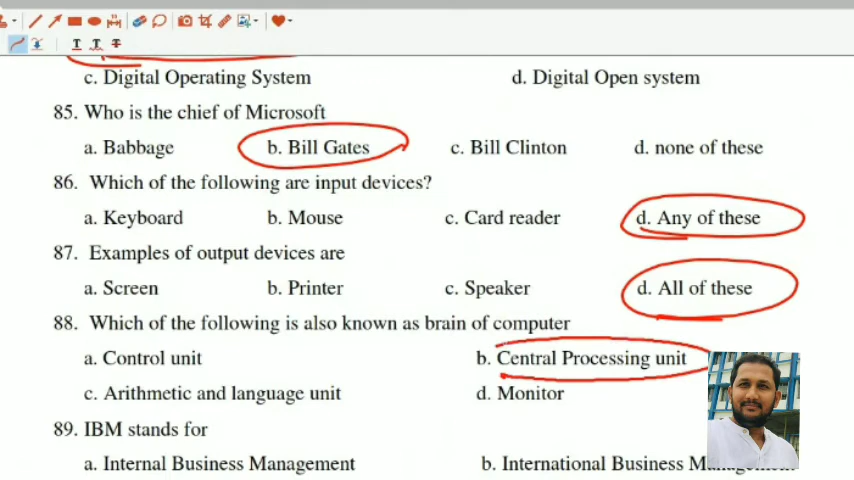 c. Digital Operating System d. Digital Open system
85. Who is the chief of Microsoft
a. Babbage b. Bill Gates c. Bill Clinton d. none of these
86. Which of the following are input devices?
a. Keyboard b. Mouse c. Card reader d. Any of these
87. Examples of output devices are
a. Screen b. Printer c. Speaker d. All of these
88. Which of the following is also known as brain of computer
a. Control unit b. Central Processing unit
c. Arithmetic and language unit d. Monitor
89. IBM stands for
a. Internal Business Management b. International Business